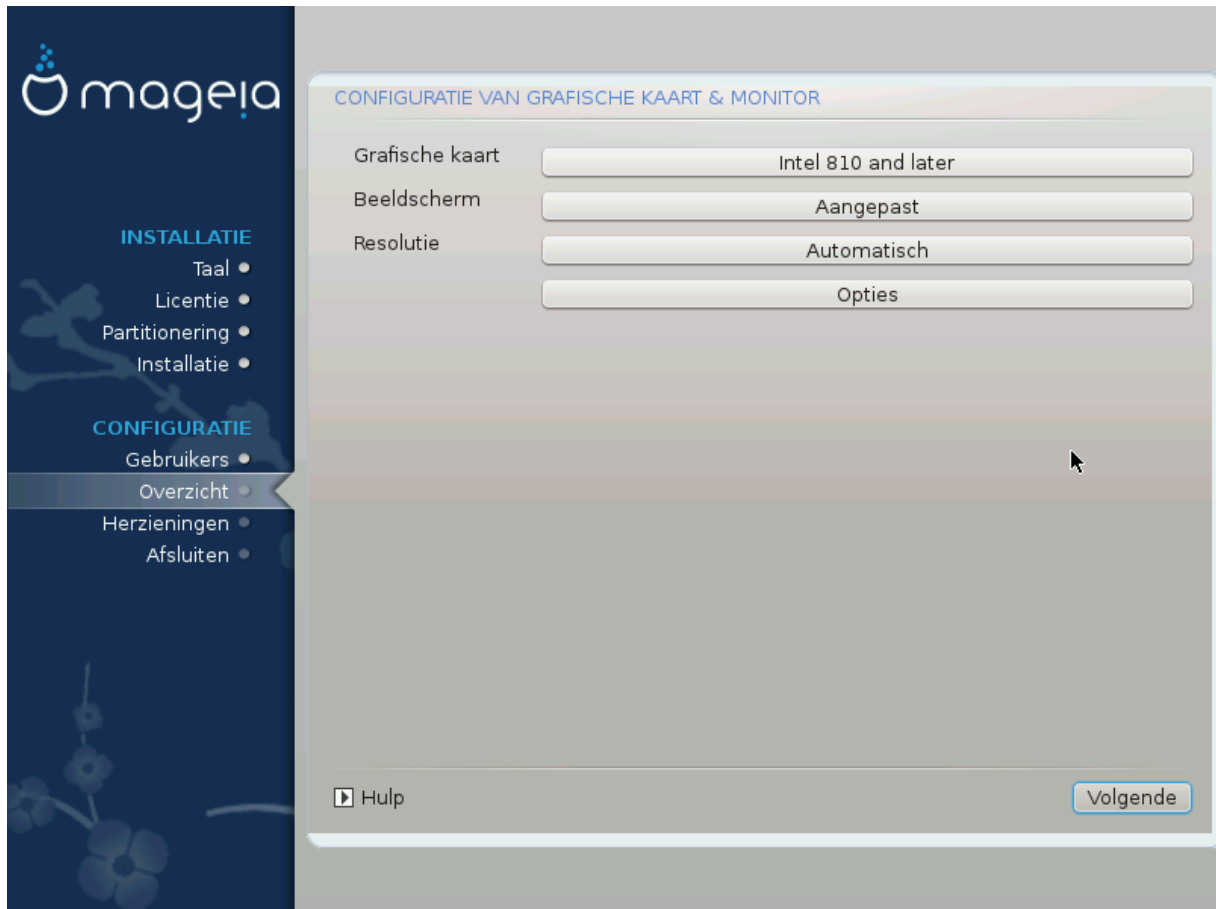 mageia
INSTALLATIE
Taal
Licentie
Partitionering
Installatie
CONFIGURATIE
Gebruikers
Overzicht
Herzieningen
Afsluiten
CONFIGURATIE VAN GRAFISCHE KAART & MONITOR
Grafische kaart
Intel 810 and later
Beeldscherm
Aangepast
Resolutie
Automatisch
Opties
Hulp
Volgende